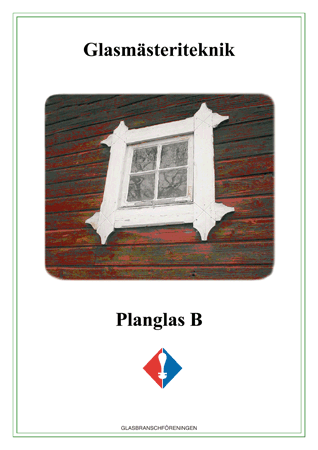 Glasmästeriteknik
Planglas B
GLASBRANSCHFÖRENINGEN